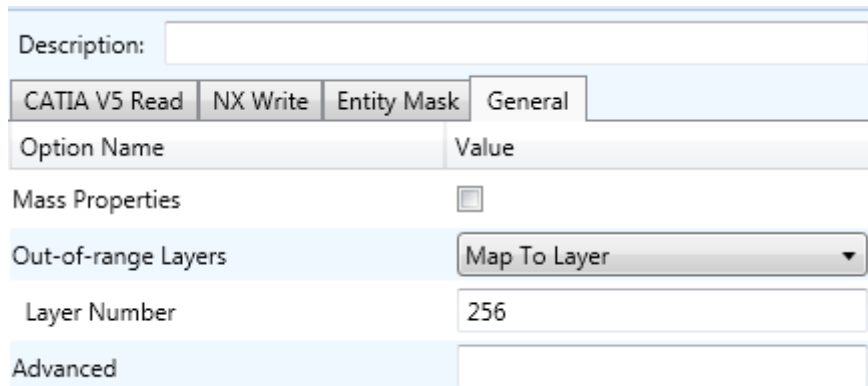 Description:
CATIA V5 Read NX Write Entity Mask General
Option Name Value
Mass Properties
Out-of-range Layers Map To Layer
Layer Number 256
Advanced